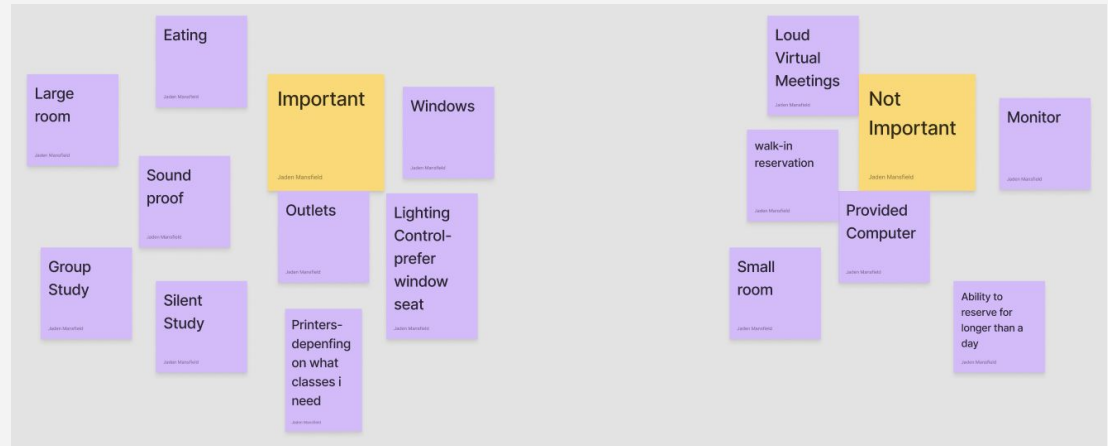 Eating
Jaden Mansfield
Large
room
Jaden Mansfield
Important
Jaden Mansfield
Windows
Jaden Mansfield
Sound
proof
Jaden Mansfield
Outlets
Jaden Mansfield
Lighting
Control-
prefer
window
seat
Jaden Mansfield
Group
Study
Jaden Mansfield
Silent
Study
Jaden Mansfield
Printers-
depenfing
on what
classes i
need
Jaden Mansfield
Loud
Virtual
Meetings
Jaden Mansfield
Not
Important
Jaden Mansfield
Monitor
Jaden Mansfield
walk-in
reservation
Jaden Mansfield
Provided
Computer
Jaden Mansfield
Small
room
Jaden Mansfield
Ability to
reserve for
longer than a
day
Jaden Mansfield